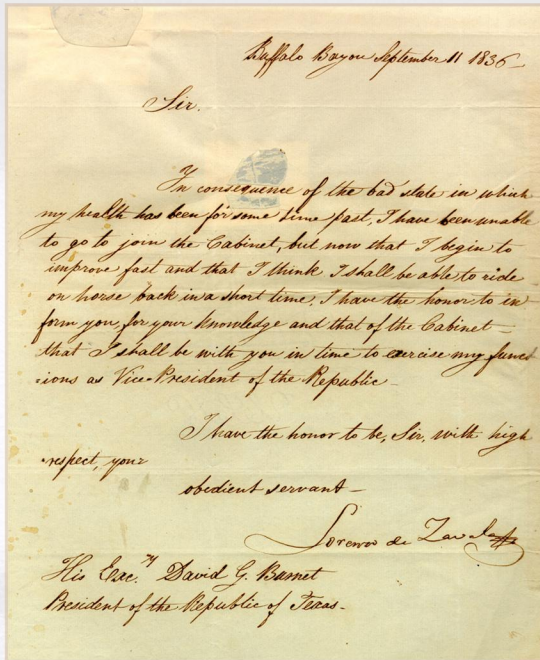 Buffalo Bayou September 11 1836
Sir.
In consequence of the bad state in which
my health has been for some time past, I have been unable
to go to join the Cabinet, but now that I begin to
improve fast and that I think I shall be able to ride
on horse back in a short time, I have the honor to in
form you, for your knowledge and that of the Cabinet –
that I shall be with you in time to exercise my funct
=ions as Vice-President of the Republic –
I have the honor to be, Sir, with high
respect, your
obedient servant –
Lorenzo de Zavala
His Exc.ʸ David G. Burnet
President of the Republic of Texas.